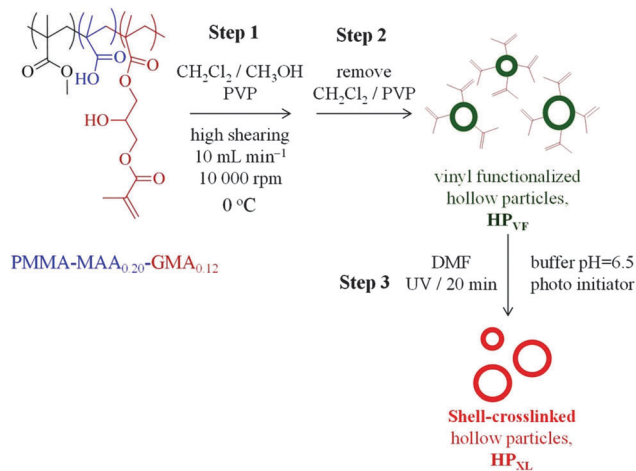 Step 1
CH₂Cl₂ / CH₃OH
PVP
high shearing
10 mL min⁻¹
10 000 rpm
0 °C
Step 2
remove
CH₂Cl₂ / PVP
O
O
O
HO
O
O
HO
O
O
PMMA-MAA₀.₂₀-GMA₀.₁₂
vinyl functionalized
hollow particles,
HP_VF
Step 3
DMF
UV / 20 min
buffer pH=6.5
photo initiator
Shell-crosslinked
hollow particles,
HP_XL